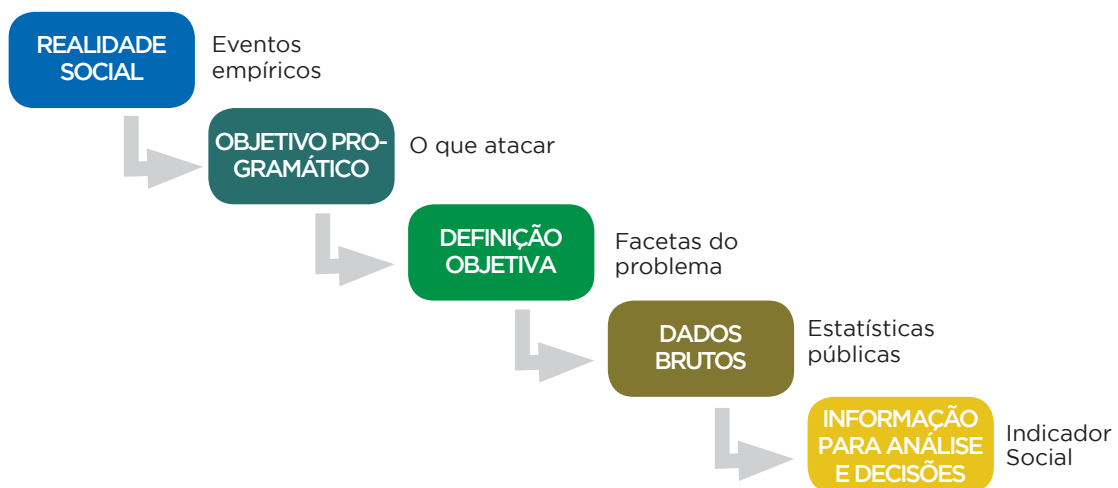 REALIDADE
SOCIAL
Eventos
empíricos
OBJETIVO PRO-
GRAMÁTICO
O que atacar
DEFINIÇÃO
OBJETIVA
Facetas do
problema
DADOS
BRUTOS
Estatísticas
públicas
INFORMAÇÃO
PARA ANÁLISE
E DECISÕES
Indicador
Social